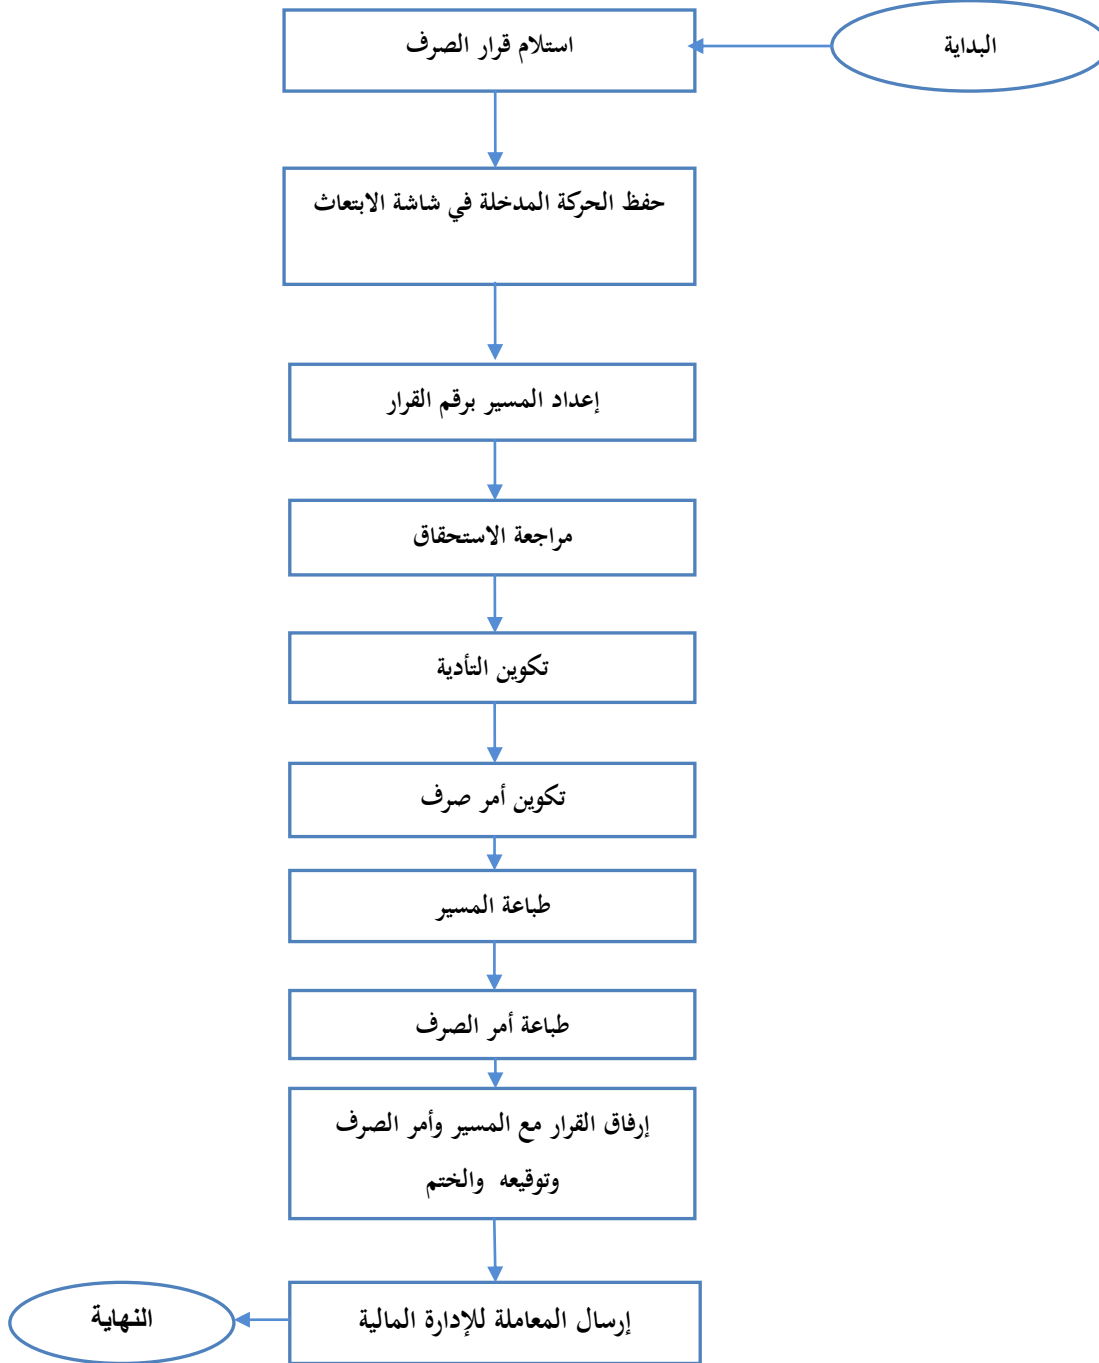 البداية
استلام قرار الصرف
حفظ الحركة المدخلة في شاشة الابتعاث
إعداد المسير برقم القرار
مراجعة الاستحقاق
تكوين التأدية
تكوين أمر صرف
طباعة المسير
طباعة أمر الصرف
إرفاق القرار مع المسير وأمر الصرف
وتوقيعه والختم
إرسال المعاملة للإدارة المالية
النهاية